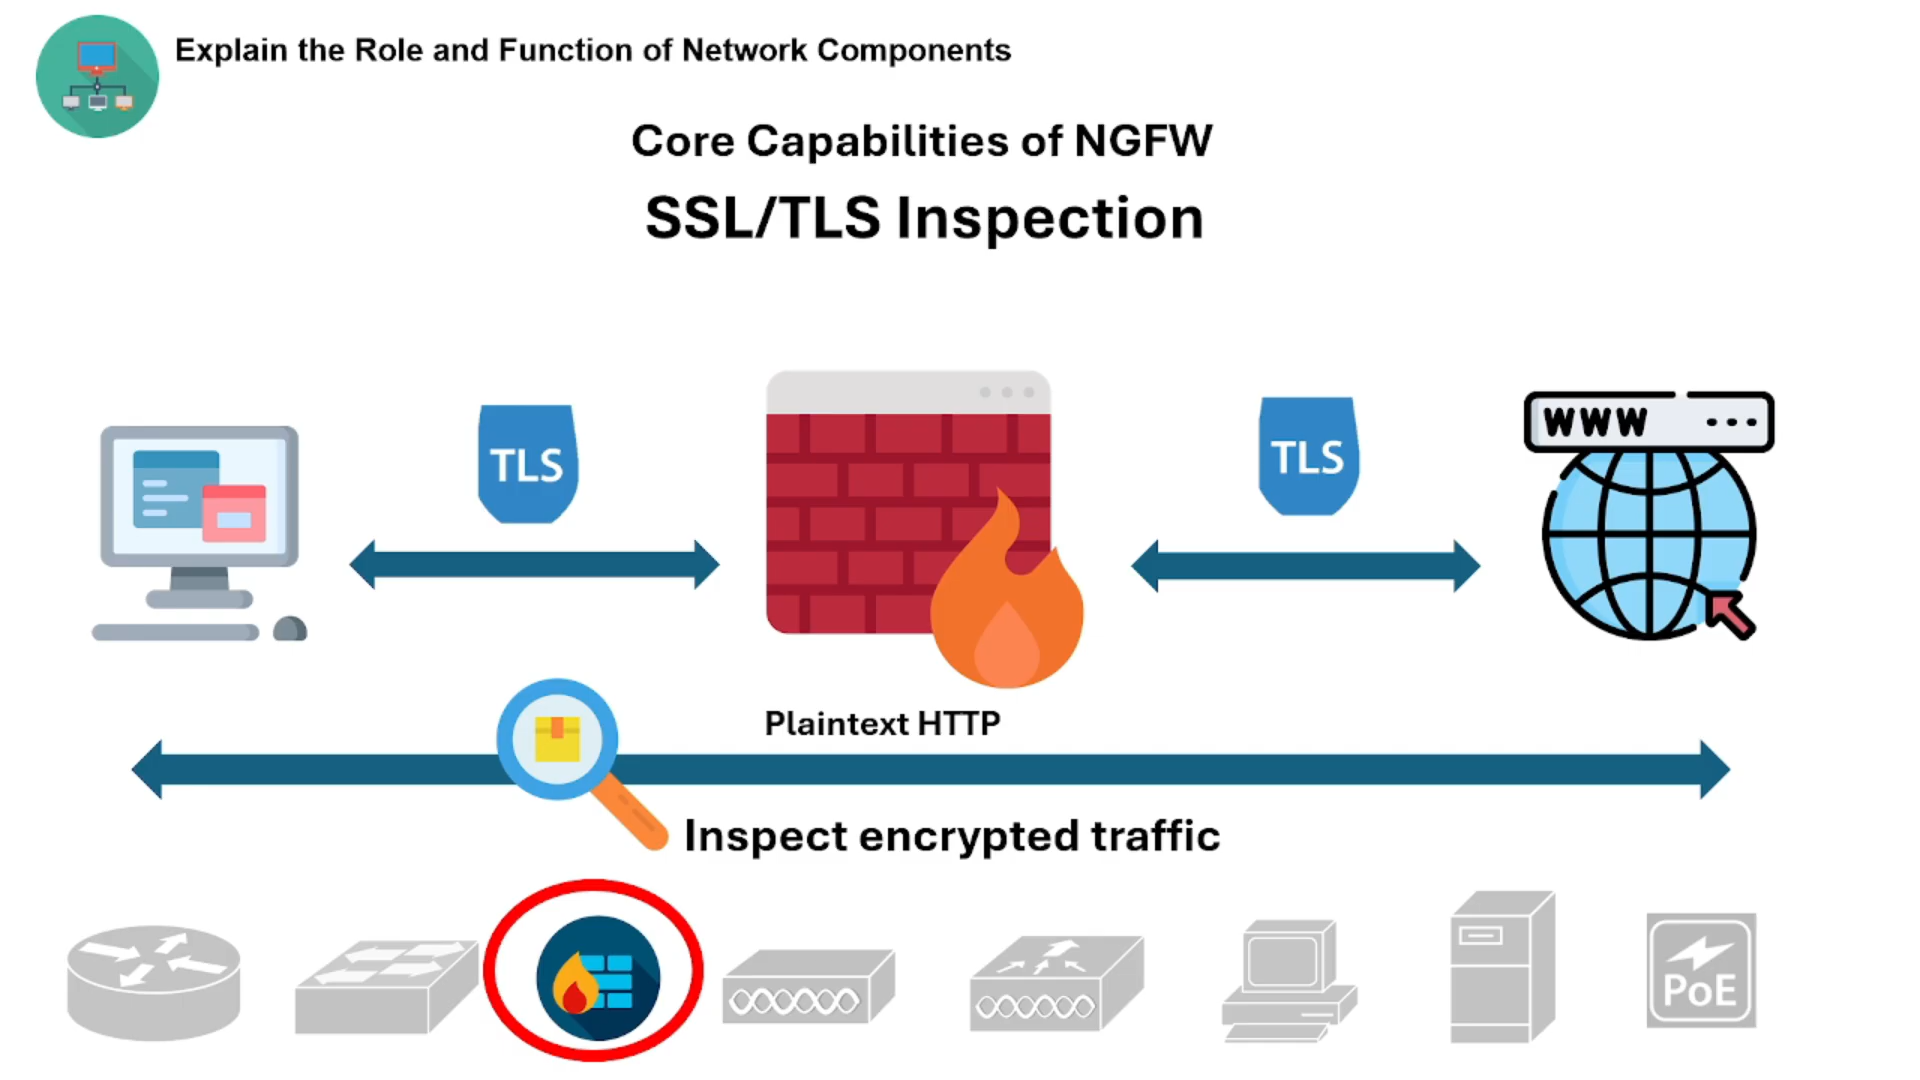 Explain the Role and Function of Network Components
Core Capabilities of NGFW
SSL/TLS Inspection
TLS
TLS
WWW
Plaintext HTTP
Inspect encrypted traffic
PoE